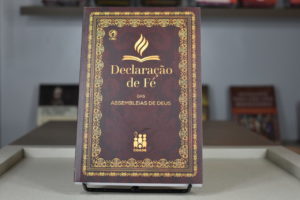 Declaração
de Fé
DAS
ASSEMBLEIAS DE DEUS